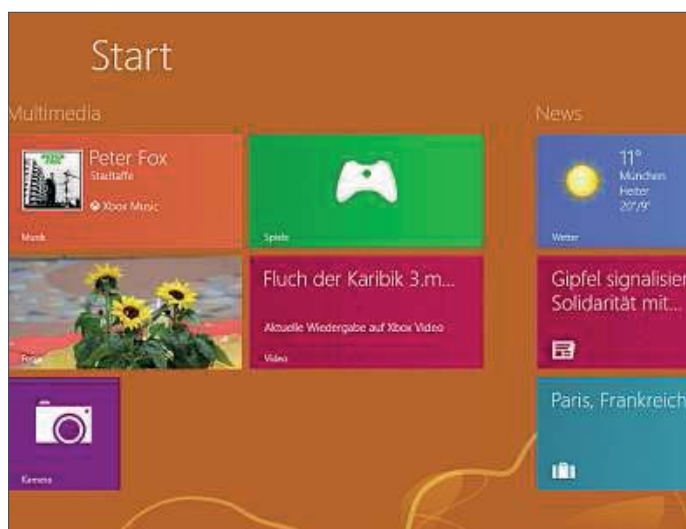 Start
Multimedia
Peter Fox
Stadtaffe
Xbox Music
Musik
Spiele
Fluch der Karibik 3.m...
Aktuelle Wiedergabe auf Xbox Video
Video
Fotos
Kamera
News
11°
München
Heiter
20°/9°
Wetter
Gipfel signalisier
Solidarität mit...
Paris, Frankreich